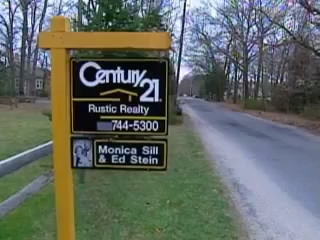 Century 21
Rustic Realty
744-5300
Monica Sill
& Ed Stein